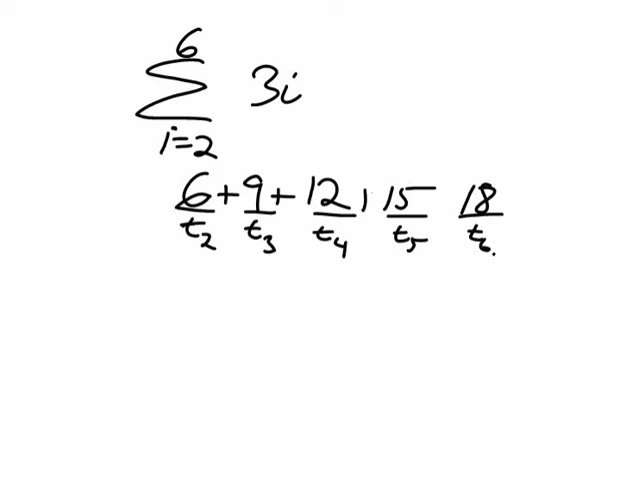 6
Σ 3i
i=2
6+9+12 15 18
t₂ t₃ t₄ t₅ t₆